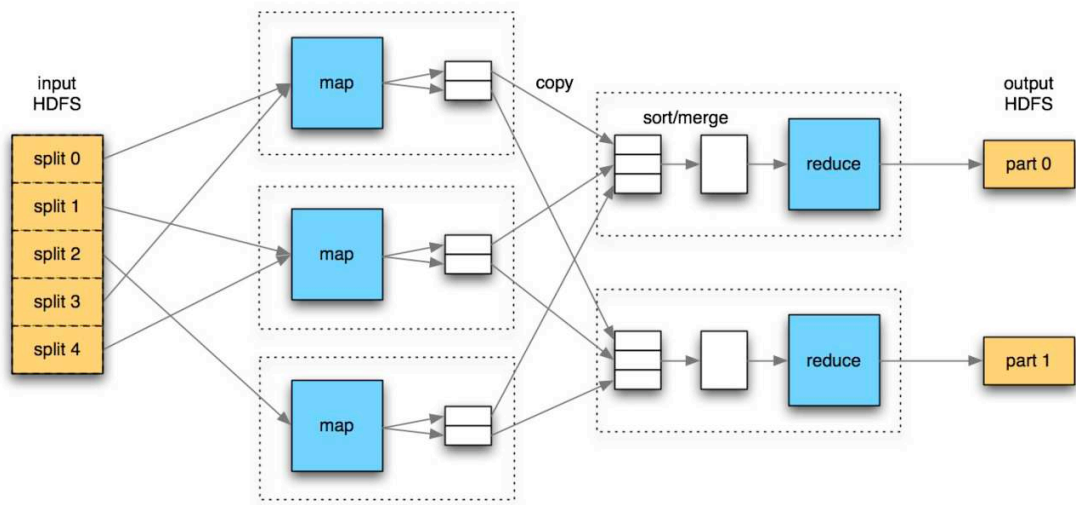 input
HDFS
split 0
split 1
split 2
split 3
split 4
map
map
map
copy
sort/merge
reduce
reduce
output
HDFS
part 0
part 1